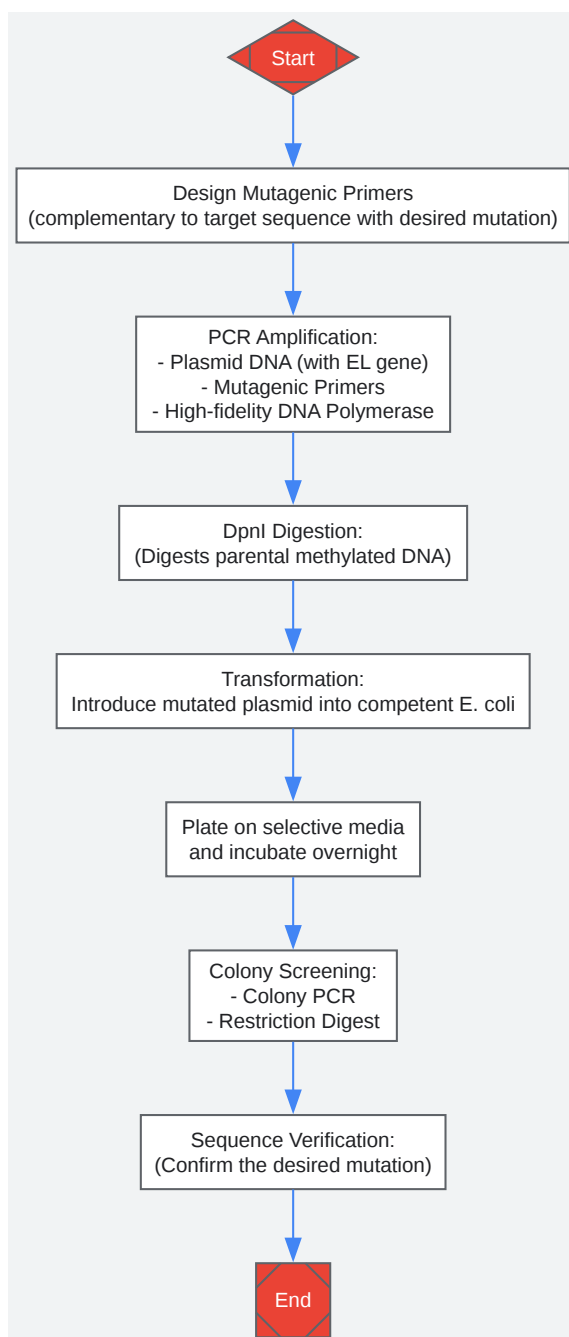 Start
Design Mutagenic Primers
(complementary to target sequence with desired mutation)
PCR Amplification:
- Plasmid DNA (with EL gene)
- Mutagenic Primers
- High-fidelity DNA Polymerase
DpnI Digestion:
(Digests parental methylated DNA)
Transformation:
Introduce mutated plasmid into competent E. coli
Plate on selective media
and incubate overnight
Colony Screening:
- Colony PCR
- Restriction Digest
Sequence Verification:
(Confirm the desired mutation)
End